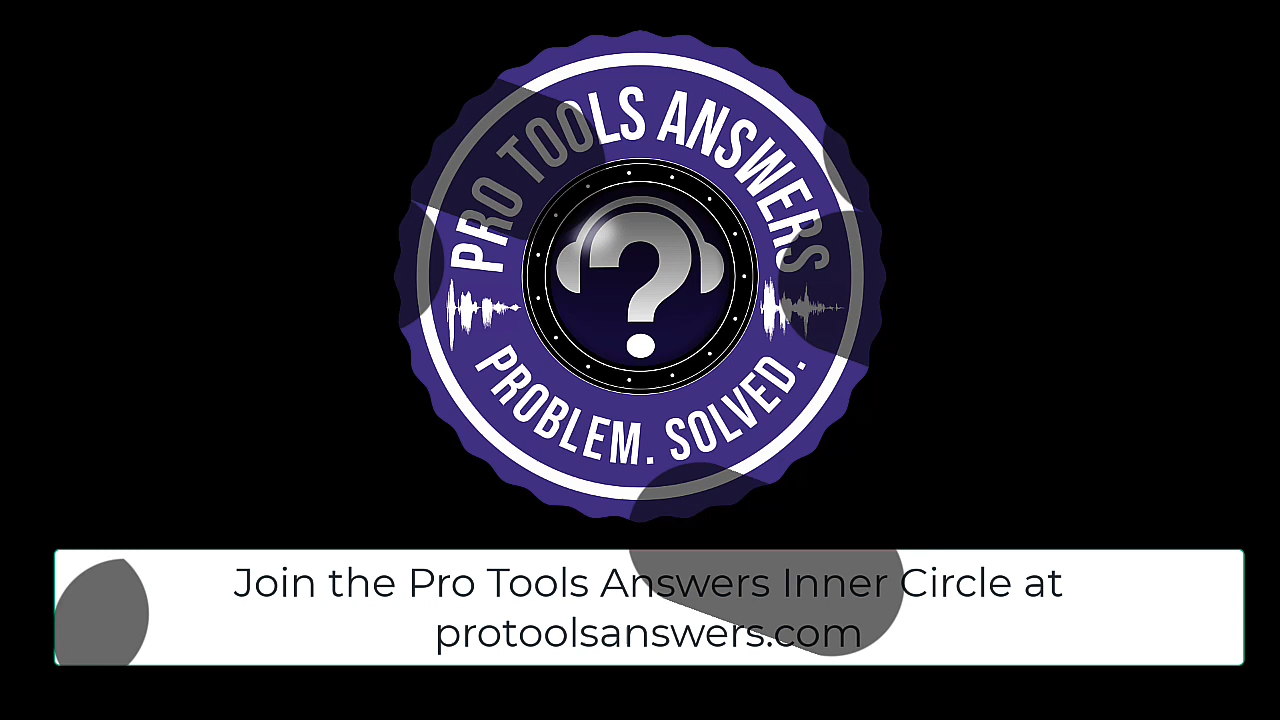 PRO TOOLS ANSWERS
PROBLEM. SOLVED.
Join the Pro Tools Answers Inner Circle at
protoolsanswers.com